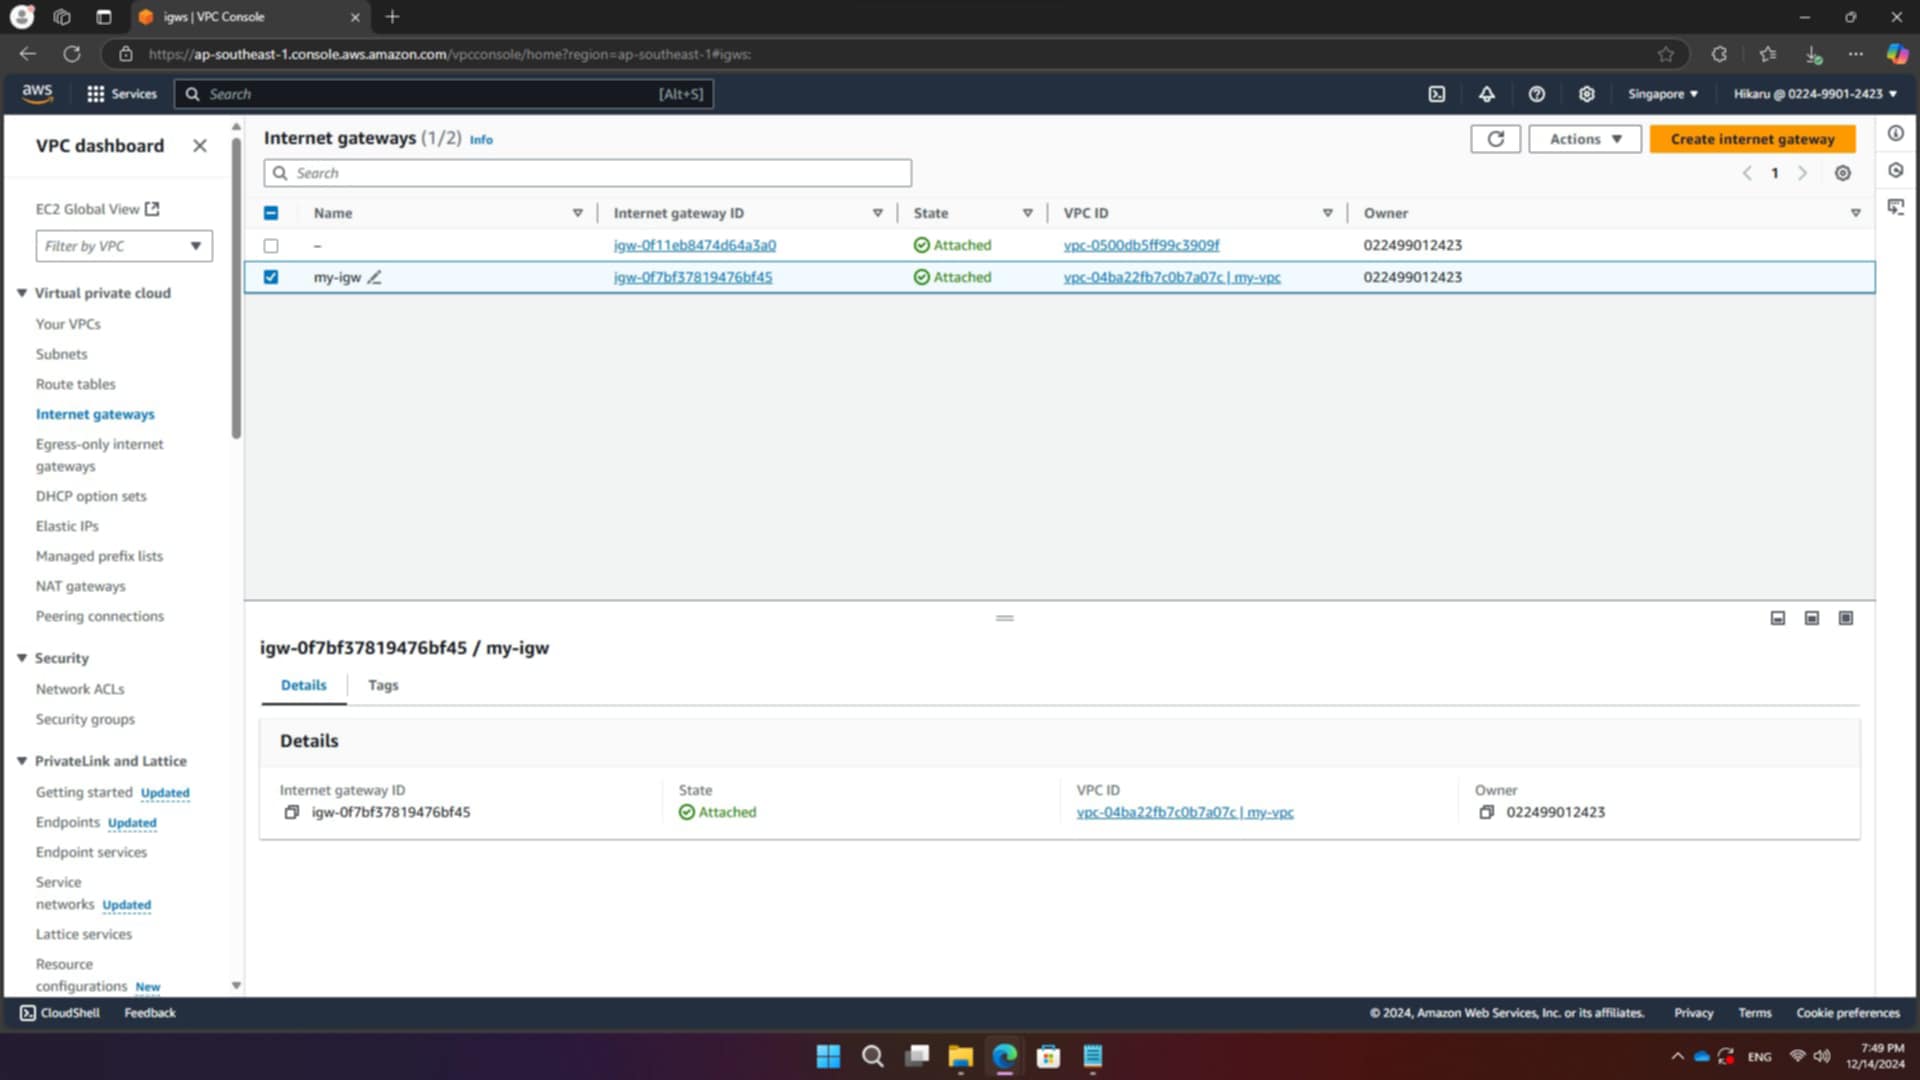 igws | VPC Console
https://ap-southeast-1.console.aws.amazon.com/vpcconsole/home?region=ap-southeast-1#igws:
aws
Services
Search
[Alt+S]
Singapore
Hikaru @ 0224-9901-2423
VPC dashboard
EC2 Global View
Filter by VPC
Virtual private cloud
Your VPCs
Subnets
Route tables
Internet gateways
Egress-only internet
gateways
DHCP option sets
Elastic IPs
Managed prefix lists
NAT gateways
Peering connections
Security
Network ACLs
Security groups
PrivateLink and Lattice
Getting started Updated
Endpoints Updated
Endpoint services
Service
networks Updated
Lattice services
Resource
configurations New
Internet gateways (1/2) Info
Actions
Create internet gateway
Search
1
Name Internet gateway ID State VPC ID Owner
– igw-0f11eb8474d64a3a0 Attached vpc-0500db5ff99c3909f 022499012423
my-igw igw-0f7bf37819476bf45 Attached vpc-04ba22fb7c0b7a07c | my-vpc 022499012423
igw-0f7bf37819476bf45 / my-igw
Details Tags
Details
Internet gateway ID State VPC ID Owner
igw-0f7bf37819476bf45 Attached vpc-04ba22fb7c0b7a07c | my-vpc 022499012423
CloudShell Feedback
© 2024, Amazon Web Services, Inc. or its affiliates. Privacy Terms Cookie preferences
ENG
7:49 PM
12/14/2024